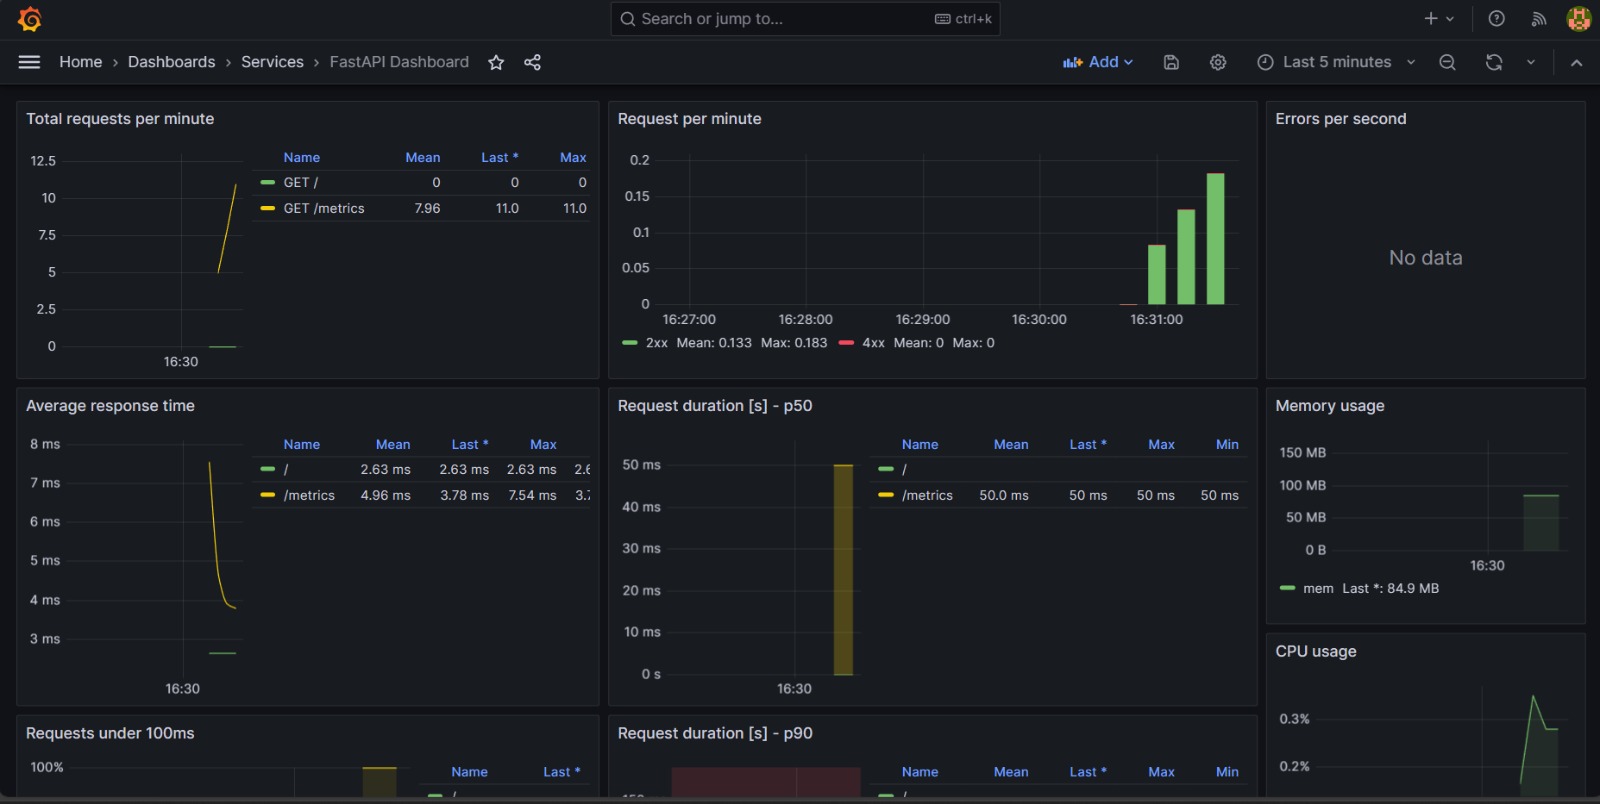 Search or jump to... ctrl+k
Home › Dashboards › Services › FastAPI Dashboard
Add
Last 5 minutes
Total requests per minute
12.5
10
7.5
5
2.5
0
16:30
Name Mean Last * Max
GET / 0 0 0
GET /metrics 7.96 11.0 11.0
Request per minute
0.2
0.15
0.1
0.05
0
16:27:00 16:28:00 16:29:00 16:30:00 16:31:00
2xx Mean: 0.133 Max: 0.183 4xx Mean: 0 Max: 0
Errors per second
No data
Average response time
8 ms
7 ms
6 ms
5 ms
4 ms
3 ms
16:30
Name Mean Last * Max
/ 2.63 ms 2.63 ms 2.63 ms
/metrics 4.96 ms 3.78 ms 7.54 ms
Request duration [s] - p50
50 ms
40 ms
30 ms
20 ms
10 ms
0 s
16:30
Name Mean Last * Max Min
/
/metrics 50.0 ms 50 ms 50 ms 50 ms
Memory usage
150 MB
100 MB
50 MB
0 B
16:30
mem Last *: 84.9 MB
CPU usage
0.3%
0.2%
Requests under 100ms
100%
Name Last *
/
Request duration [s] - p90
Name Mean Last * Max Min
/